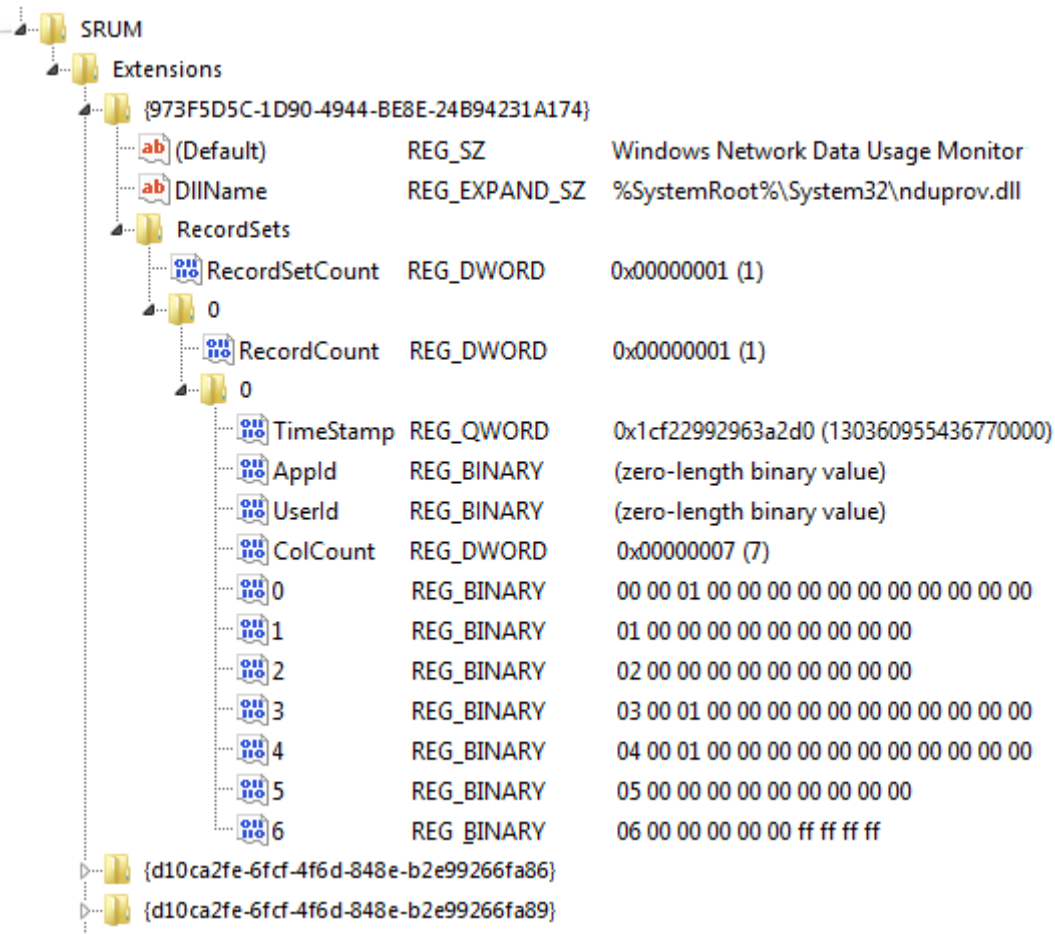 SRUM
Extensions
{973F5D5C-1D90-4944-BE8E-24B94231A174}
(Default) REG_SZ Windows Network Data Usage Monitor
DllName REG_EXPAND_SZ %SystemRoot%\System32\nduprov.dll
RecordSets
RecordSetCount REG_DWORD 0x00000001 (1)
0
RecordCount REG_DWORD 0x00000001 (1)
0
TimeStamp REG_QWORD 0x1cf22992963a2d0 (130360955436770000)
AppId REG_BINARY (zero-length binary value)
UserId REG_BINARY (zero-length binary value)
ColCount REG_DWORD 0x00000007 (7)
0 REG_BINARY 00 00 01 00 00 00 00 00 00 00 00 00 00 00
1 REG_BINARY 01 00 00 00 00 00 00 00 00 00
2 REG_BINARY 02 00 00 00 00 00 00 00 00 00
3 REG_BINARY 03 00 01 00 00 00 00 00 00 00 00 00 00 00
4 REG_BINARY 04 00 01 00 00 00 00 00 00 00 00 00 00 00
5 REG_BINARY 05 00 00 00 00 00 00 00 00 00
6 REG_BINARY 06 00 00 00 00 00 ff ff ff ff
{d10ca2fe-6fcf-4f6d-848e-b2e99266fa86}
{d10ca2fe-6fcf-4f6d-848e-b2e99266fa89}